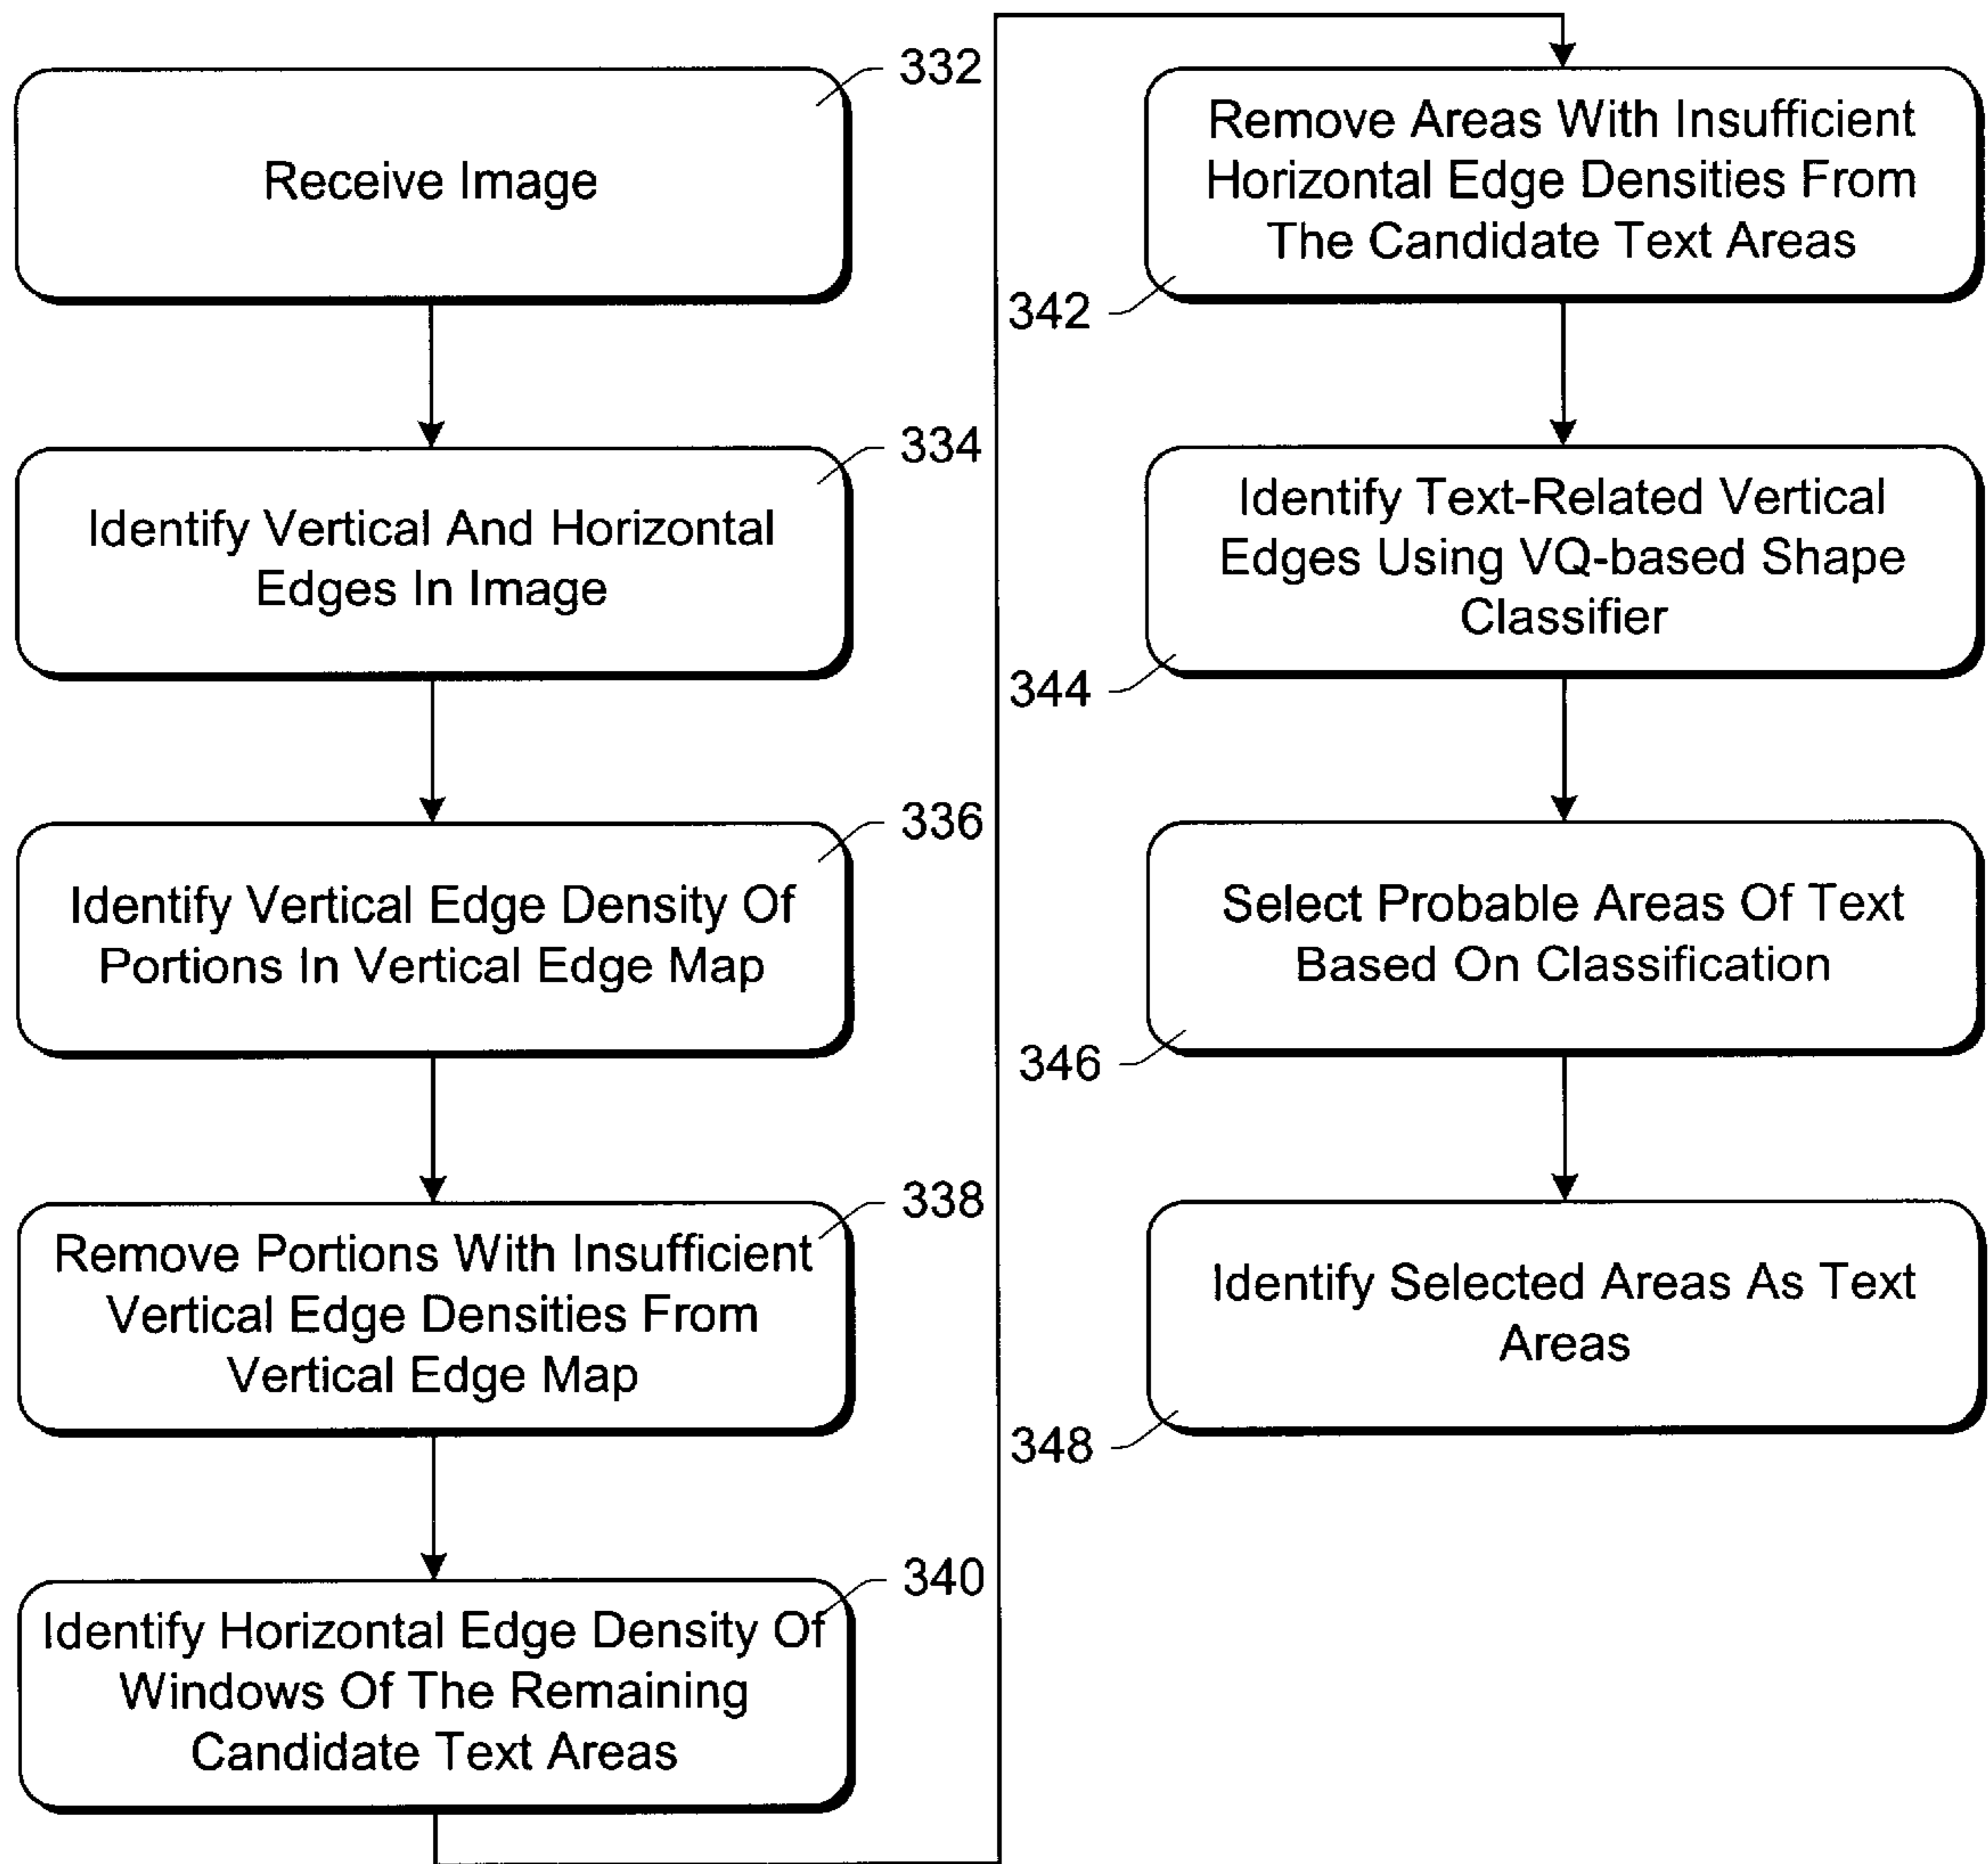 332
Receive Image
334
Identify Vertical And Horizontal
Edges In Image
336
Identify Vertical Edge Density Of
Portions In Vertical Edge Map
338
Remove Portions With Insufficient
Vertical Edge Densities From
Vertical Edge Map
340
Identify Horizontal Edge Density Of
Windows Of The Remaining
Candidate Text Areas
Remove Areas With Insufficient
Horizontal Edge Densities From
The Candidate Text Areas
342
Identify Text-Related Vertical
Edges Using VQ-based Shape
Classifier
344
Select Probable Areas Of Text
Based On Classification
346
Identify Selected Areas As Text
Areas
348